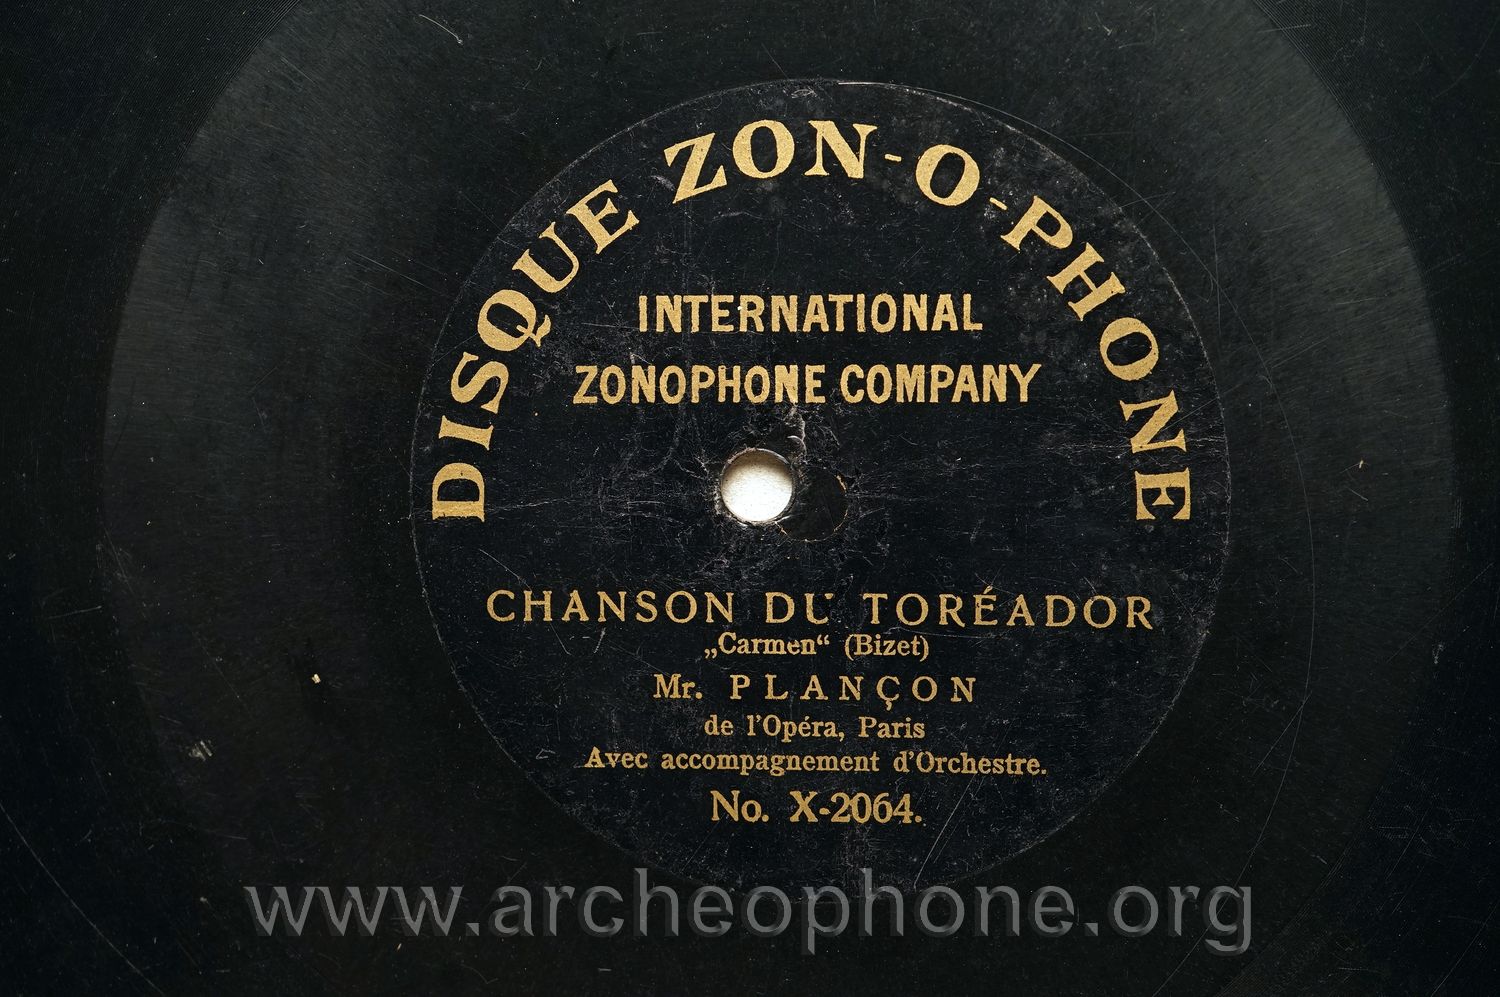 DISQUE ZON-O-PHONE
INTERNATIONAL
ZONOPHONE COMPANY
CHANSON DU TORÉADOR
„Carmen“ (Bizet)
Mr. PLANÇON
de l'Opéra, Paris
Avec accompagnement d'Orchestre.
No. X-2064.
www.archeophone.org